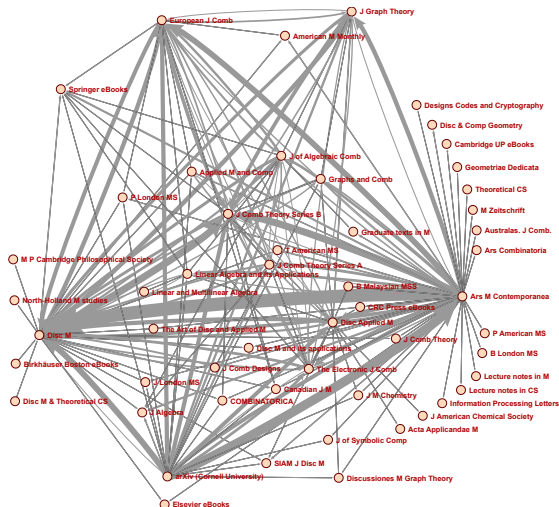 J Graph Theory
European J Comb
American M Monthly
Springer eBooks
Designs Codes and Cryptography
Disc & Comp Geometry
Cambridge UP eBooks
J of Algebraic Comb
Geometriae Dedicata
Applied M and Comp
Graphs and Comb
Theoretical CS
P London MS
M Zeitschrift
J Comb Theory Series B
Graduate texts in M
Australas. J Comb.
T American MS
Ars Combinatoria
M P Cambridge Philosophical Society
J Comb Theory Series A
Linear Algebra and its Applications
B Malaysian MSS
Linear and Multilinear Algebra
Ars M Contemporanea
North-Holland M studies
CRC Press eBooks
Disc Applied M
The Art of Disc and Applied M
Disc M
P American MS
J Comb Theory
Disc M and its applications
B London MS
Birkhäuser Boston eBooks
J Comb Designs
The Electronic J Comb
Lecture notes in M
J London MS
Canadian J M
Lecture notes in CS
J M Chemistry
Disc M & Theoretical CS
COMBINATORICA
Information Processing Letters
J Algebra
J American Chemical Society
Acta Applicandae M
J of Symbolic Comp
SIAM J Disc M
arXiv (Cornell University)
Discussiones M Graph Theory
Elsevier eBooks